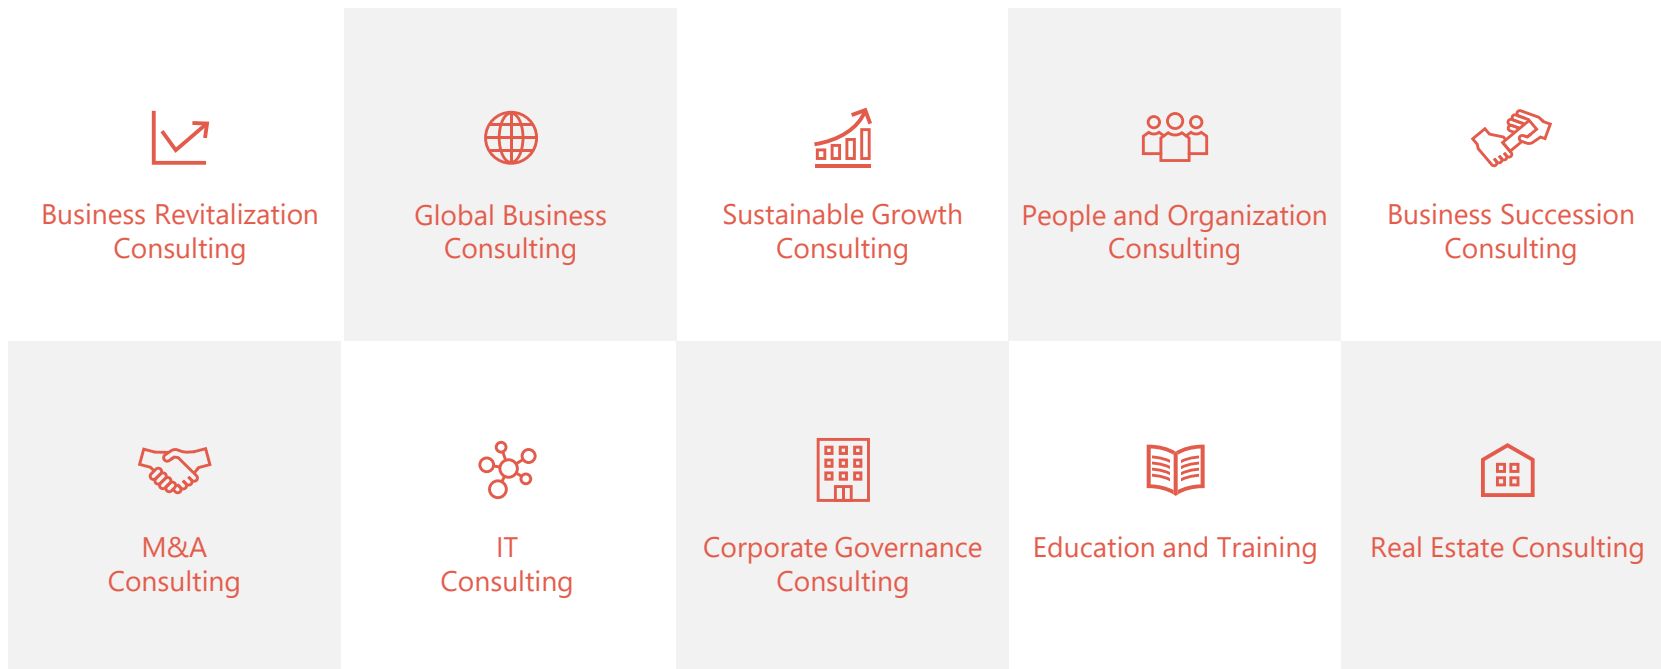 Business Revitalization
Consulting
Global Business
Consulting
Sustainable Growth
Consulting
People and Organization
Consulting
Business Succession
Consulting
M&A
Consulting
IT
Consulting
Corporate Governance
Consulting
Education and Training
Real Estate Consulting